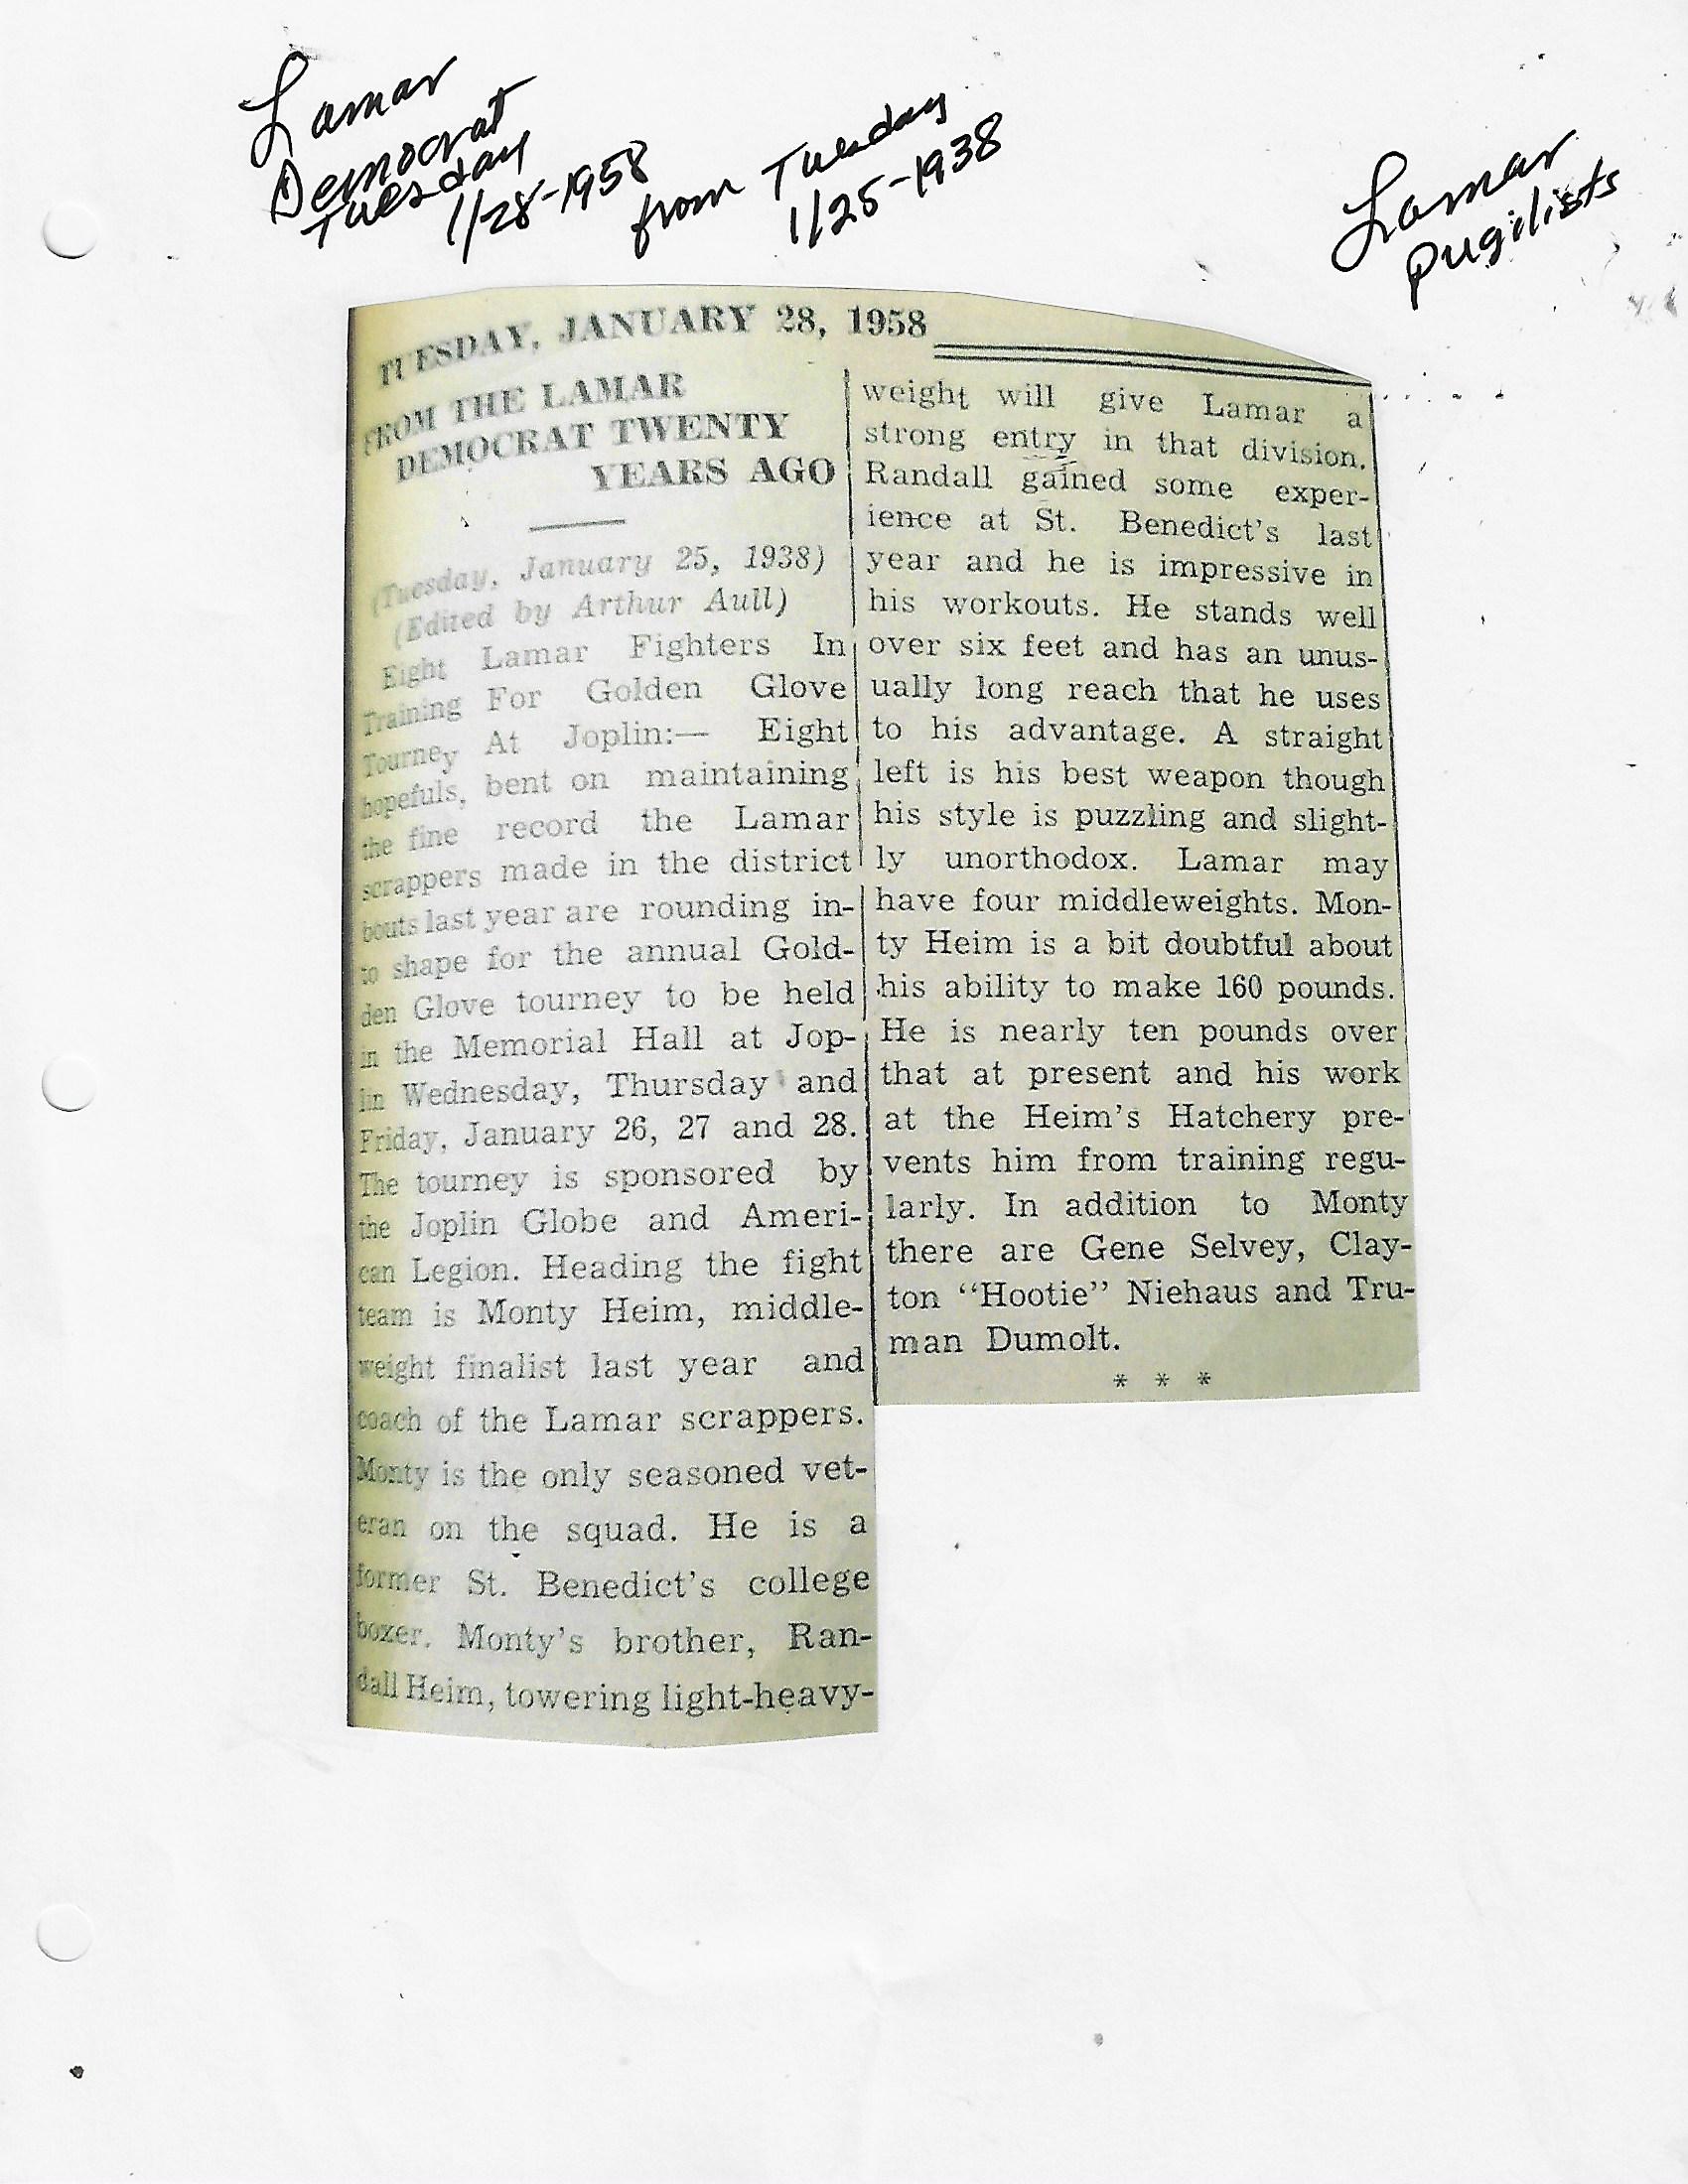 Lamar
Democrat
Tuesday
1/28-1958
from Tuesday
1/25-1938
Lamar
Pugilists
TUESDAY, JANUARY 28, 1958
FROM THE LAMAR
DEMOCRAT TWENTY
YEARS AGO
(Tuesday, January 25, 1938)
(Edited by Arthur Aull)
Eight Lamar Fighters In
Training For Golden Glove
Tourney At Joplin:— Eight
hopefuls, bent on maintaining
the fine record the Lamar
scrappers made in the district
bouts last year are rounding in-
to shape for the annual Gold-
den Glove tourney to be held
in the Memorial Hall at Jop-
lin Wednesday, Thursday and
Friday, January 26, 27 and 28.
The tourney is sponsored by
the Joplin Globe and Ameri-
can Legion. Heading the fight
team is Monty Heim, middle-
weight finalist last year and
coach of the Lamar scrappers.
Monty is the only seasoned vet-
eran on the squad. He is a
former St. Benedict's college
boxer. Monty's brother, Ran-
dall Heim, towering light-heavy-
weight will give Lamar a
strong entry in that division.
Randall gained some exper-
ience at St. Benedict's last
year and he is impressive in
his workouts. He stands well
over six feet and has an unus-
ually long reach that he uses
to his advantage. A straight
left is his best weapon though
his style is puzzling and slight-
ly unorthodox. Lamar may
have four middleweights. Mon-
ty Heim is a bit doubtful about
his ability to make 160 pounds.
He is nearly ten pounds over
that at present and his work
at the Heim's Hatchery pre-
vents him from training regu-
larly. In addition to Monty
there are Gene Selvey, Clay-
ton "Hootie" Niehaus and Tru-
man Dumolt.
* * *